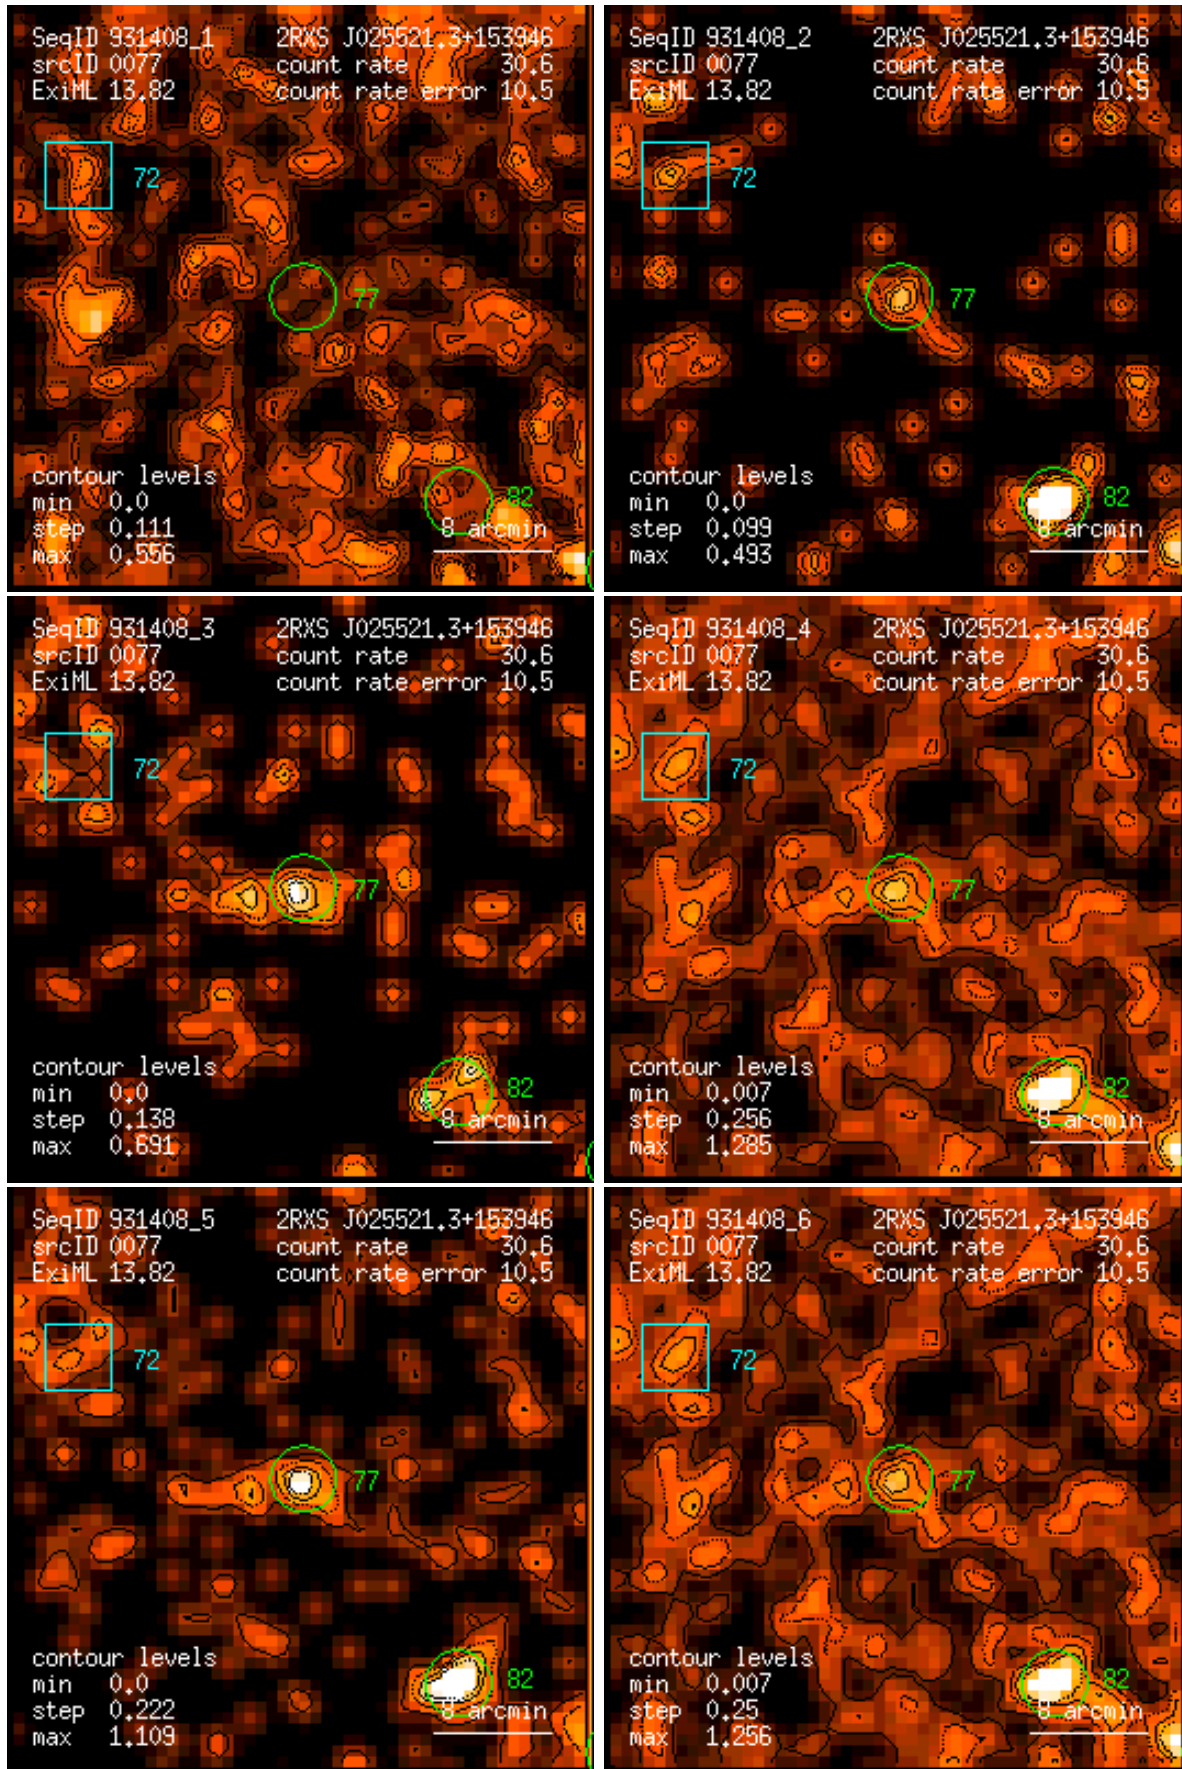 SeqID 931408_1 2RXS J025521.3+153946
srcID 0077 count rate 30.6
ExiML 13.82 count rate error 10.5
72
77
contour levels
min 0.0
82
step 0.111 8 arcmin
max 0.556
SeqID 931408_2 2RXS J025521.3+153946
srcID 0077 count rate 30.6
ExiML 13.82 count rate error 10.5
72
77
contour levels
min 0.0
82
step 0.099 8 arcmin
max 0.493
SeqID 931408_3 2RXS J025521.3+153946
srcID 0077 count rate 30.6
ExiML 13.82 count rate error 10.5
72
77
contour levels
min 0.0
82
step 0.138 8 arcmin
max 0.691
SeqID 931408_4 2RXS J025521.3+153946
srcID 0077 count rate 30.6
ExiML 13.82 count rate error 10.5
72
77
contour levels
min 0.007
82
step 0.256 8 arcmin
max 1.285
SeqID 931408_5 2RXS J025521.3+153946
srcID 0077 count rate 30.6
ExiML 13.82 count rate error 10.5
72
77
contour levels
min 0.0
82
step 0.222 8 arcmin
max 1.109
SeqID 931408_6 2RXS J025521.3+153946
srcID 0077 count rate 30.6
ExiML 13.82 count rate error 10.5
72
77
contour levels
min 0.007
82
step 0.25 8 arcmin
max 1.256